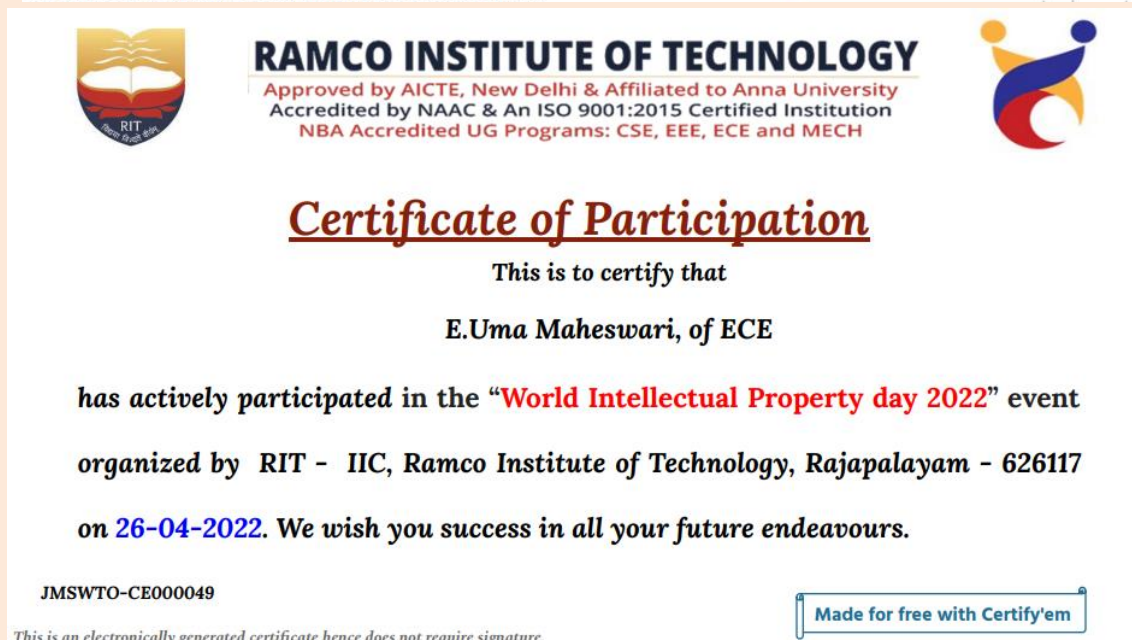 RAMCO INSTITUTE OF TECHNOLOGY
Approved by AICTE, New Delhi & Affiliated to Anna University
Accredited by NAAC & An ISO 9001:2015 Certified Institution
NBA Accredited UG Programs: CSE, EEE, ECE and MECH
RIT
Certificate of Participation
This is to certify that
E.Uma Maheswari, of ECE
has actively participated in the “World Intellectual Property day 2022” event
organized by RIT - IIC, Ramco Institute of Technology, Rajapalayam - 626117
on 26-04-2022. We wish you success in all your future endeavours.
JMSWTO-CE000049
Made for free with Certify'em
This is an electronically generated certificate hence does not require signature